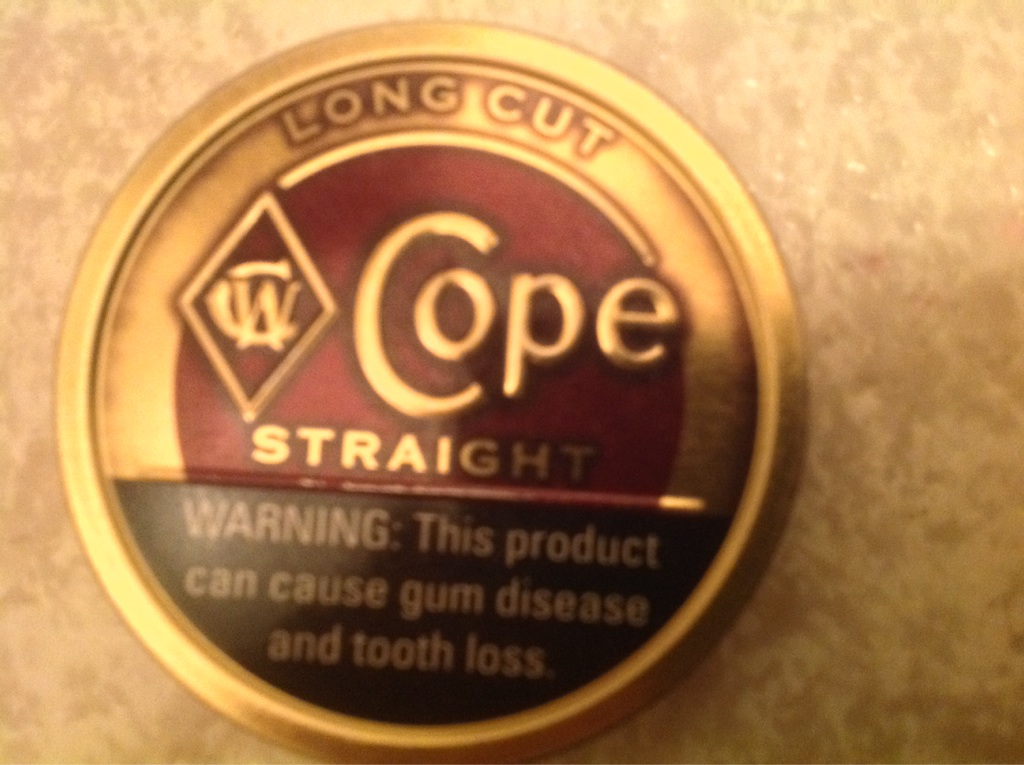 LONG CUT
CW
Cope
STRAIGHT
WARNING: This product
can cause gum disease
and tooth loss.